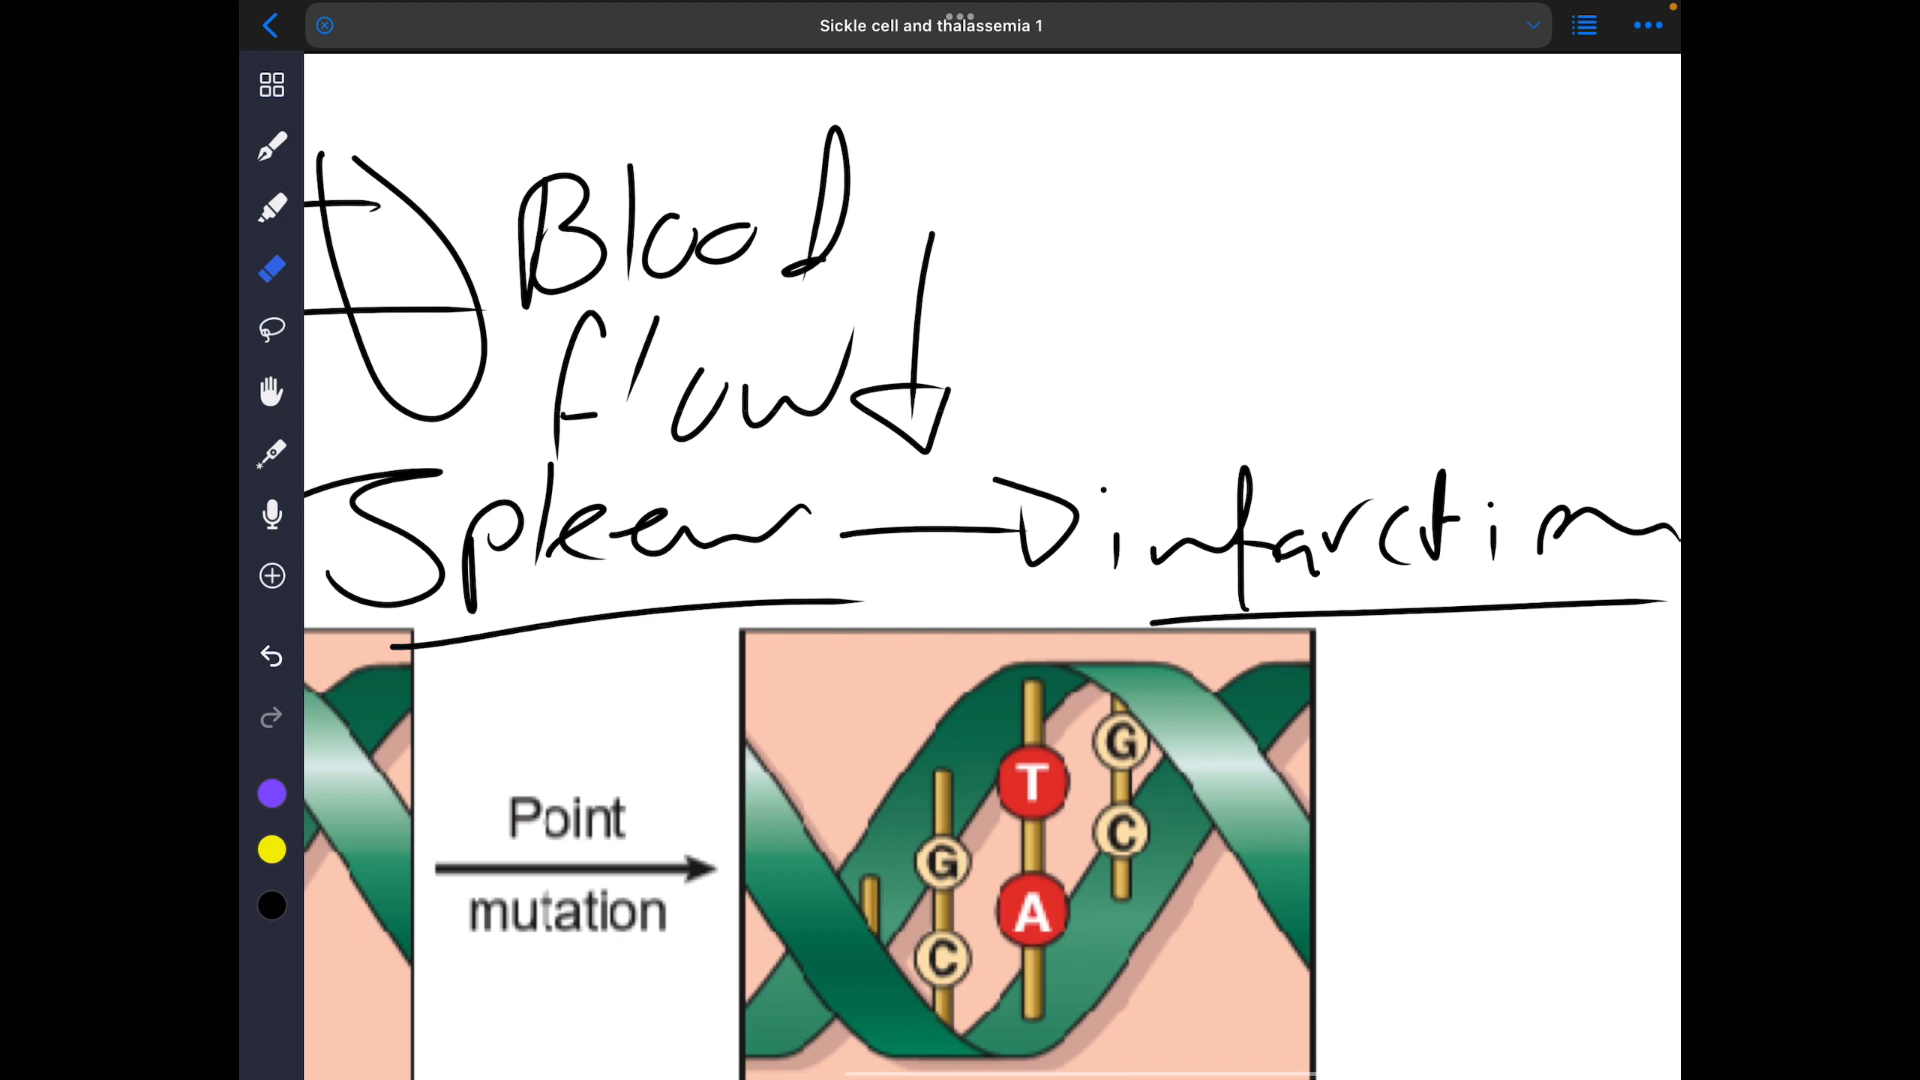 Sickle cell and thalassemia 1
Blood
flow
Spleen infarction
Point
mutation
T
A
G
C
G
C